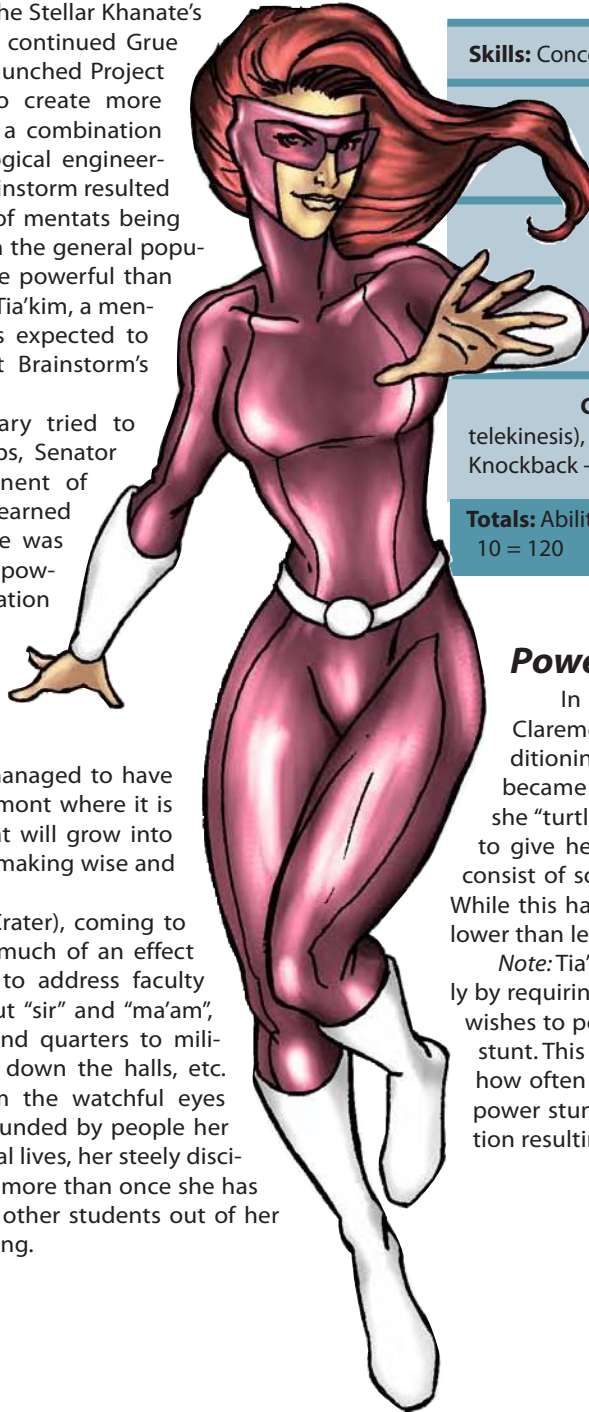 he Stellar Khanate's
continued Grue
unched Project
o create more
a combination
gical engineer-
instorm resulted
of mentats being
n the general popu-
e powerful than
Tia'kim, a men-
s expected to
t Brainstorm's
ary tried to
os, Senator
nent of
earned
e was
pow-
ation
managed to have
mont where it is
t will grow into
making wise and
Crater), coming to
much of an effect
to address faculty
ut "sir" and "ma'am",
nd quarters to mili-
down the halls, etc.
m the watchful eyes
unded by people her
al lives, her steely disci-
more than once she has
other students out of her
ng.
Skills: Conce
telekinesis),
Knockback -
Totals: Abilit
10 = 120
Powe
In
Clarem
ditioning
became
she "turtl
to give he
consist of so
While this ha
lower than le
Note: Tia'
ly by requirin
wishes to pe
stunt. This
how often
power stun
tion resultin